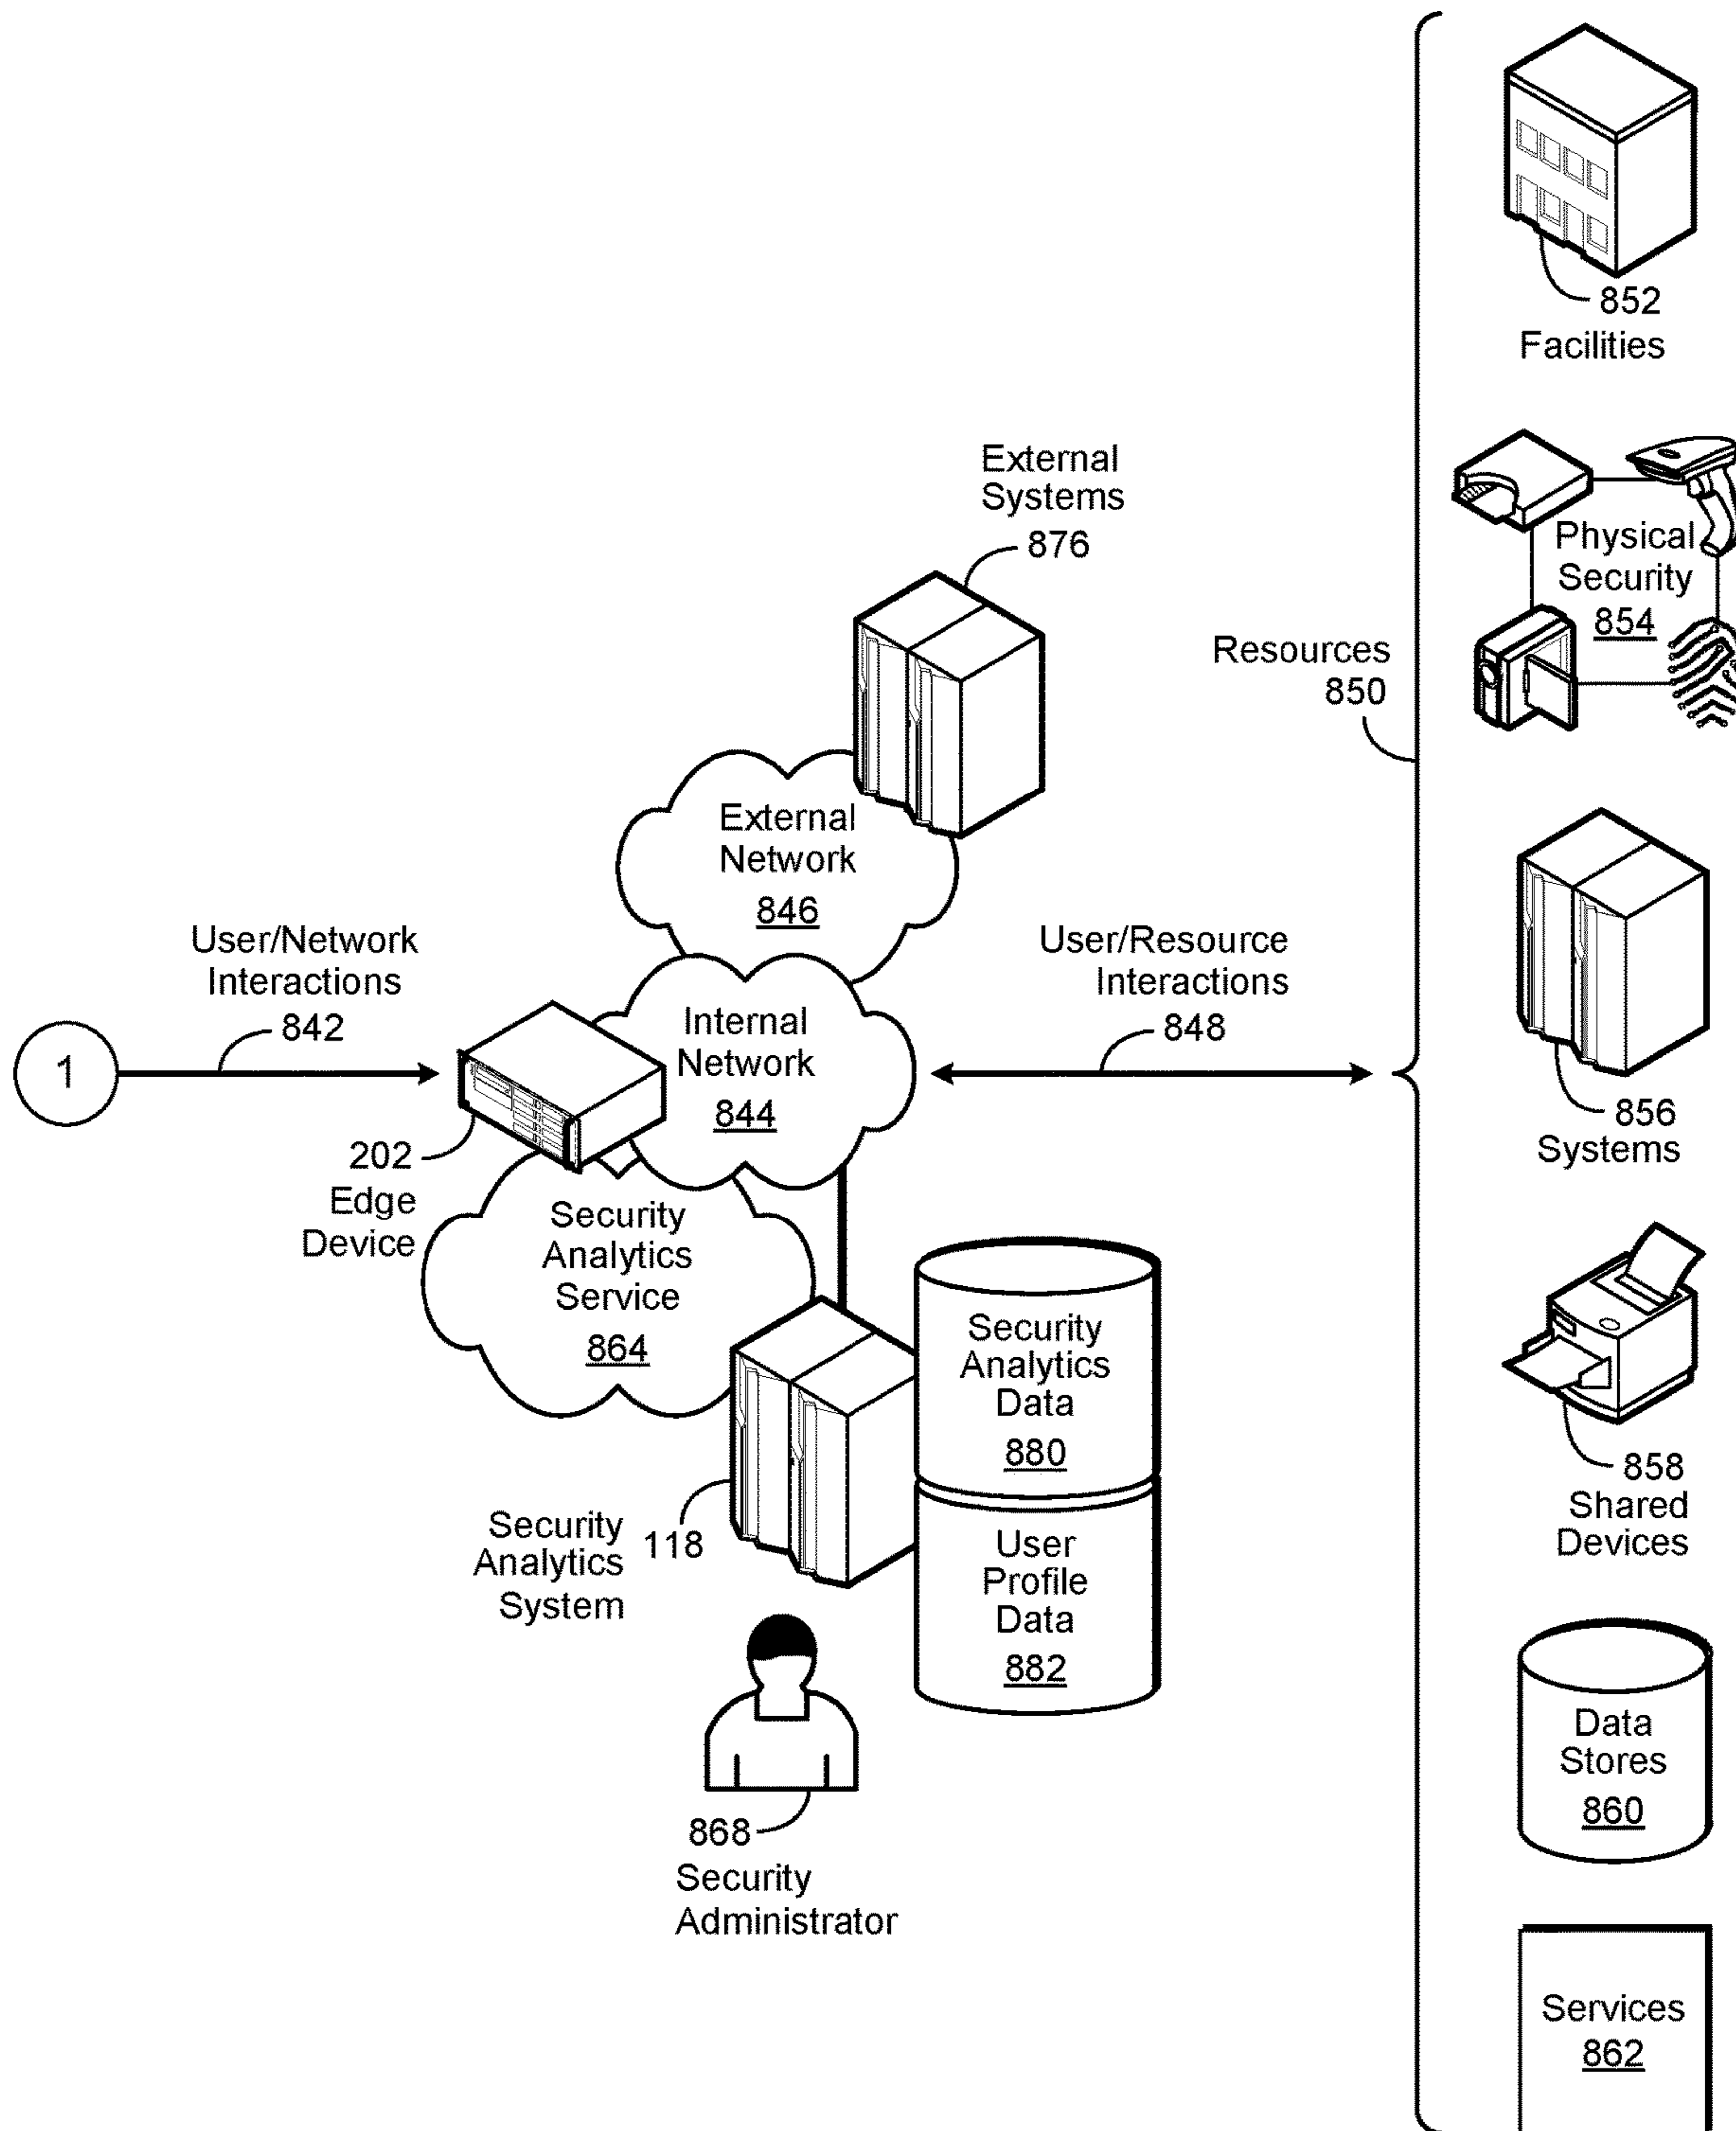 852
Facilities
External
Systems
876
Physical
Security
854
Resources
850
External
Network
846
User/Network
Interactions
842
User/Resource
Interactions
848
1
Internal
Network
844
202
Edge
Device
856
Systems
Security
Analytics
Service
864
Security
Analytics
Data
880
858
Shared
Devices
Security
Analytics
System
118
User
Profile
Data
882
Data
Stores
860
868
Security
Administrator
Services
862